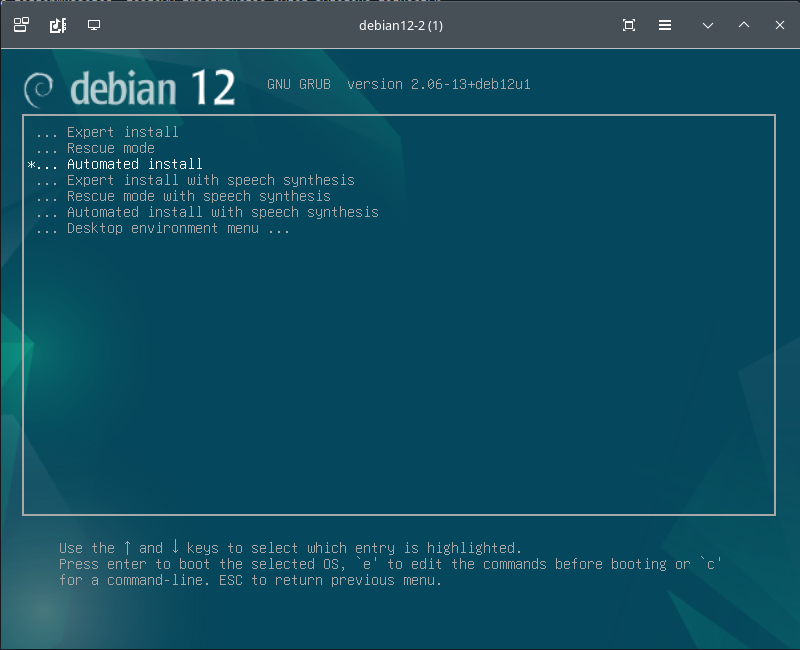 debian12-2 (1)
debian 12 GNU GRUB version 2.06-13+deb12u1
... Expert install
... Rescue mode
*... Automated install
... Expert install with speech synthesis
... Rescue mode with speech synthesis
... Automated install with speech synthesis
... Desktop environment menu ...
Use the ↑ and ↓ keys to select which entry is highlighted.
Press enter to boot the selected OS, `e' to edit the commands before booting or `c'
for a command-line. ESC to return previous menu.